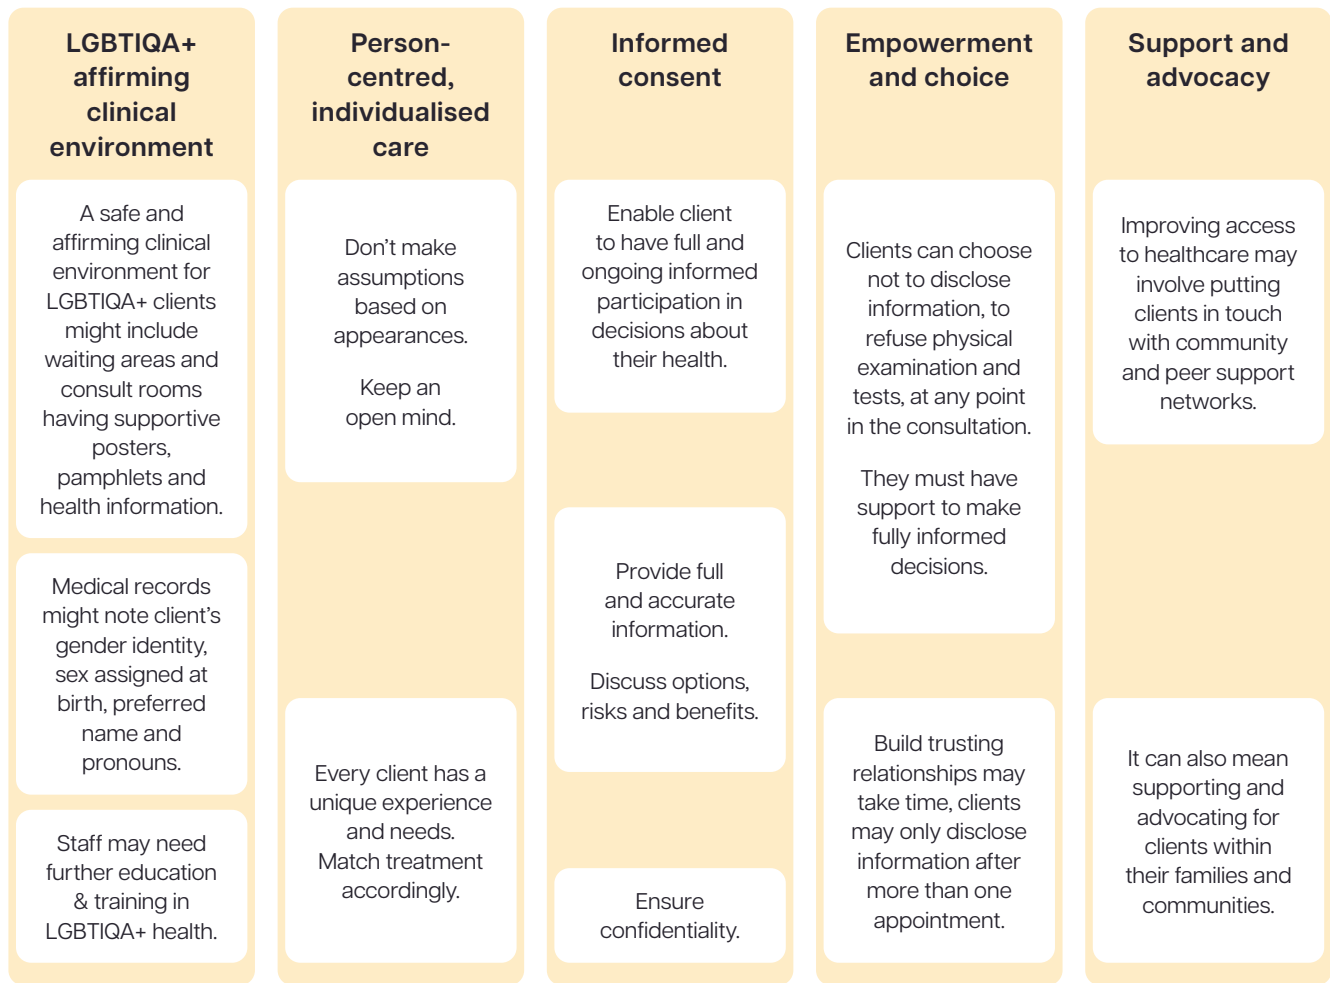 LGBTIQA+
affirming
clinical
environment
A safe and
affirming clinical
environment for
LGBTIQA+ clients
might include
waiting areas and
consult rooms
having supportive
posters,
pamphlets and
health information.
Medical records
might note client’s
gender identity,
sex assigned at
birth, preferred
name and
pronouns.
Staff may need
further education
& training in
LGBTIQA+ health.
Person-
centred,
individualised
care
Don’t make
assumptions
based on
appearances.
Keep an
open mind.
Every client has a
unique experience
and needs.
Match treatment
accordingly.
Informed
consent
Enable client
to have full and
ongoing informed
participation in
decisions about
their health.
Provide full
and accurate
information.
Discuss options,
risks and benefits.
Ensure
confidentiality.
Empowerment
and choice
Clients can choose
not to disclose
information, to
refuse physical
examination and
tests, at any point
in the consultation.
They must have
support to make
fully informed
decisions.
Build trusting
relationships may
take time, clients
may only disclose
information after
more than one
appointment.
Support and
advocacy
Improving access
to healthcare may
involve putting
clients in touch
with community
and peer support
networks.
It can also mean
supporting and
advocating for
clients within
their families and
communities.